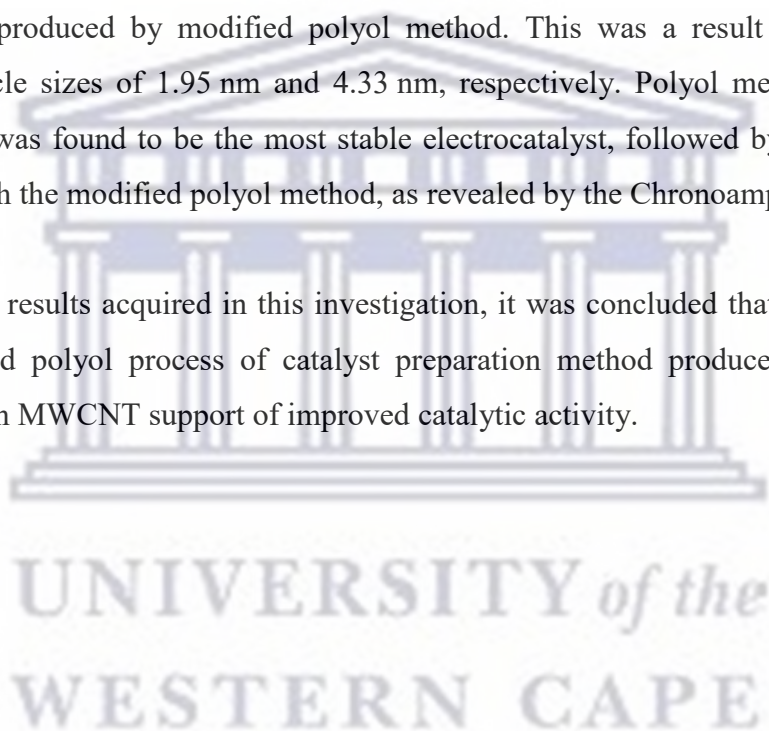 produced by modified polyol method. This was a result
cle sizes of 1.95 nm and 4.33 nm, respectively. Polyol me
was found to be the most stable electrocatalyst, followed by
h the modified polyol method, as revealed by the Chronoamp
results acquired in this investigation, it was concluded that
d polyol process of catalyst preparation method produce
n MWCNT support of improved catalytic activity.
UNIVERSITY of the
WESTERN CAPE